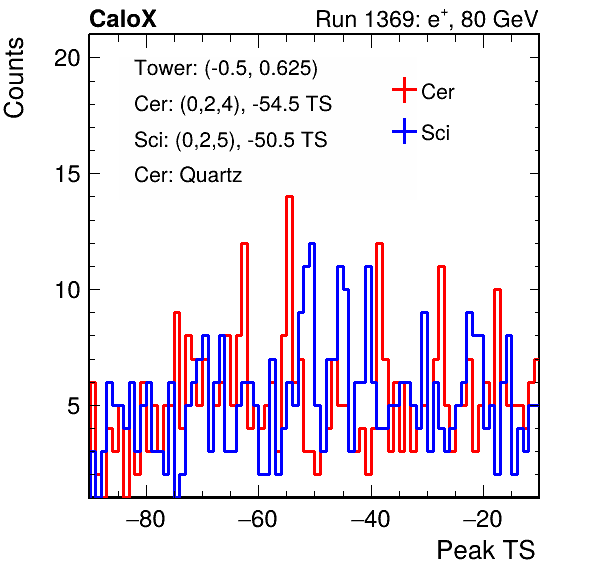 CaloX Run 1369: e⁺, 80 GeV
Counts
Tower: (-0.5, 0.625)
Cer: (0,2,4), -54.5 TS
Sci: (0,2,5), -50.5 TS
Cer: Quartz
Cer
Sci
20
15
10
5
−80 −60 −40 −20
Peak TS